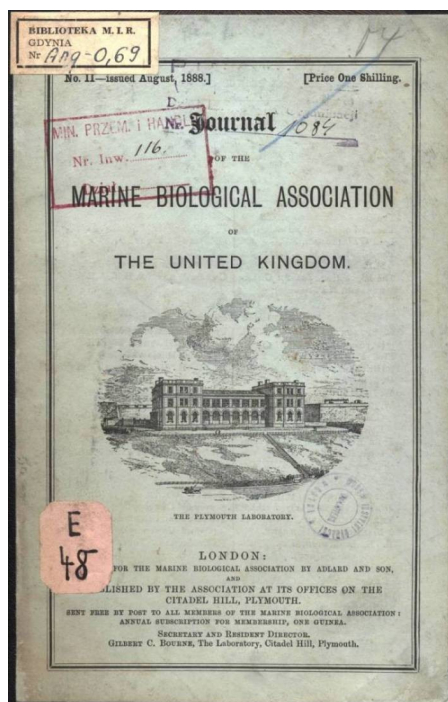 BIBLIOTEKA M. I. R.
GDYNIA
Nr Ang-0,69
No. II—issued August, 1888.]
[Price One Shilling.
Journal
1084
MIN. PRZEM. I HANDLU
Nr. Inw. 116.
OF THE
MARINE BIOLOGICAL ASSOCIATION
OF
THE UNITED KINGDOM.
THE PLYMOUTH LABORATORY.
E
48
LONDON:
FOR THE MARINE BIOLOGICAL ASSOCIATION BY ADLARD AND SON,
AND
BLISHED BY THE ASSOCIATION AT ITS OFFICES ON THE
CITADEL HILL, PLYMOUTH.
SENT FREE BY POST TO ALL MEMBERS OF THE MARINE BIOLOGICAL ASSOCIATION:
ANNUAL SUBSCRIPTION FOR MEMBERSHIP, ONE GUINEA.
SECRETARY AND RESIDENT DIRECTOR.
GILBERT C. BOURNE, The Laboratory, Citadel Hill, Plymouth.